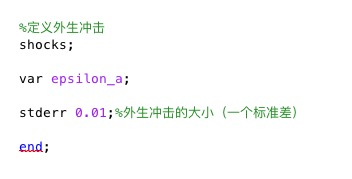 %定义外生冲击
shocks;
var epsilon_a;
stderr 0.01;%外生冲击的大小（一个标准差）
end;